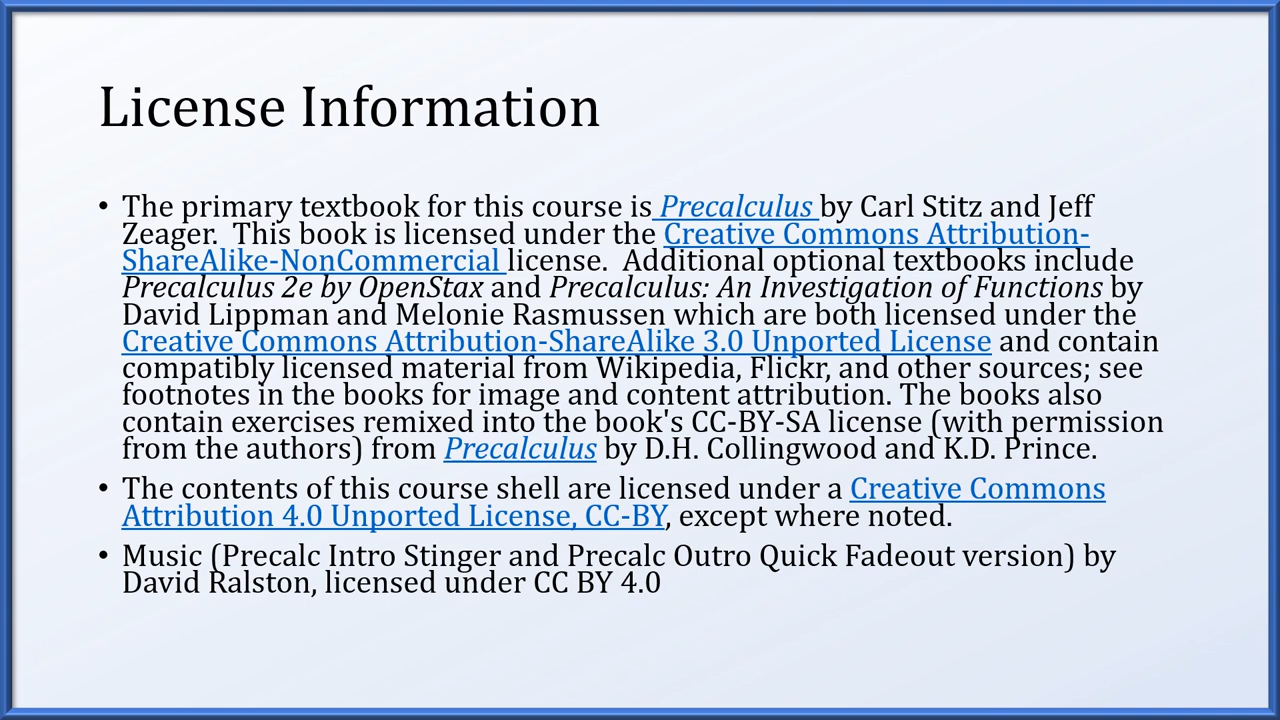 License Information
• The primary textbook for this course is Precalculus by Carl Stitz and Jeff
Zeager.  This book is licensed under the Creative Commons Attribution-
ShareAlike-NonCommercial license.  Additional optional textbooks include
Precalculus 2e by OpenStax and Precalculus: An Investigation of Functions by
David Lippman and Melonie Rasmussen which are both licensed under the
Creative Commons Attribution-ShareAlike 3.0 Unported License and contain
compatibly licensed material from Wikipedia, Flickr, and other sources; see
footnotes in the books for image and content attribution. The books also
contain exercises remixed into the book's CC-BY-SA license (with permission
from the authors) from Precalculus by D.H. Collingwood and K.D. Prince.
• The contents of this course shell are licensed under a Creative Commons
Attribution 4.0 Unported License, CC-BY, except where noted.
• Music (Precalc Intro Stinger and Precalc Outro Quick Fadeout version) by
David Ralston, licensed under CC BY 4.0